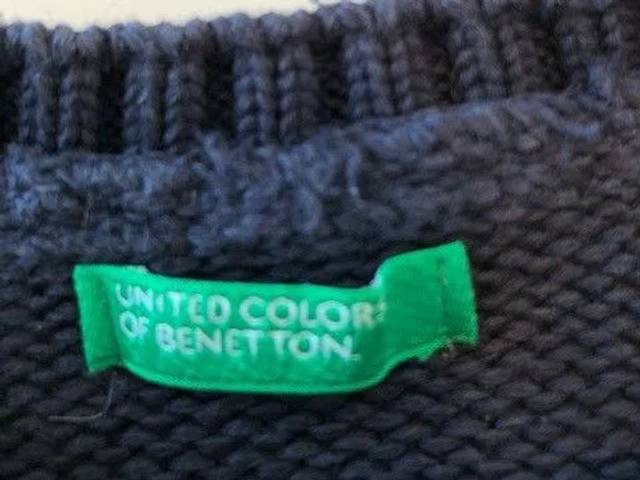 UNITED COLORS
OF BENETTON.